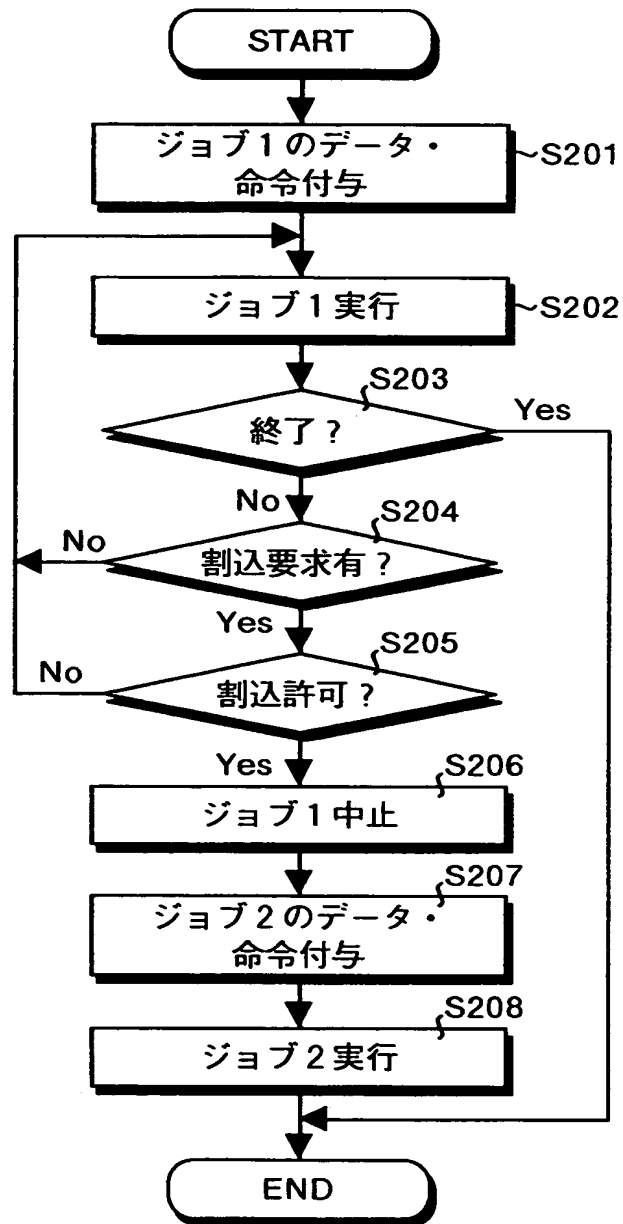 START
ジョブ1のデータ・
命令付与
S201
ジョブ1実行
S202
S203
終了?
Yes
No
S204
割込要求有?
No
Yes
S205
割込許可?
No
Yes
S206
ジョブ1中止
S207
ジョブ2のデータ・
命令付与
S208
ジョブ2実行
END